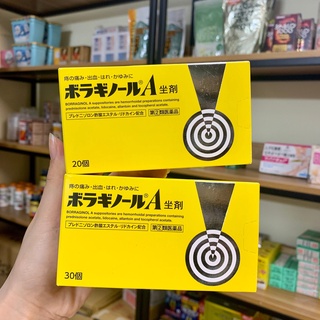 痔の痛み・出血・はれ・かゆみに
ボラギノール®A坐剤
BORRAGINOL A suppositories are hemorrhoidal preparations containing
prednisolone acetate, lidocaine, allantoin and tocopherol acetate.
プレドニゾロン酢酸エステル・リドカイン配合
第②類医薬品
20個
痔の痛み・出血・はれ・かゆみに
ボラギノール®A坐剤
BORRAGINOL A suppositories are hemorrhoidal preparations containing
prednisolone acetate, lidocaine, allantoin and tocopherol acetate.
プレドニゾロン酢酸エステル・リドカイン配合
第②類医薬品
30個